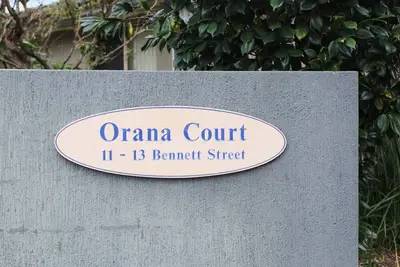 Orana Court
11 - 13 Bennett Street